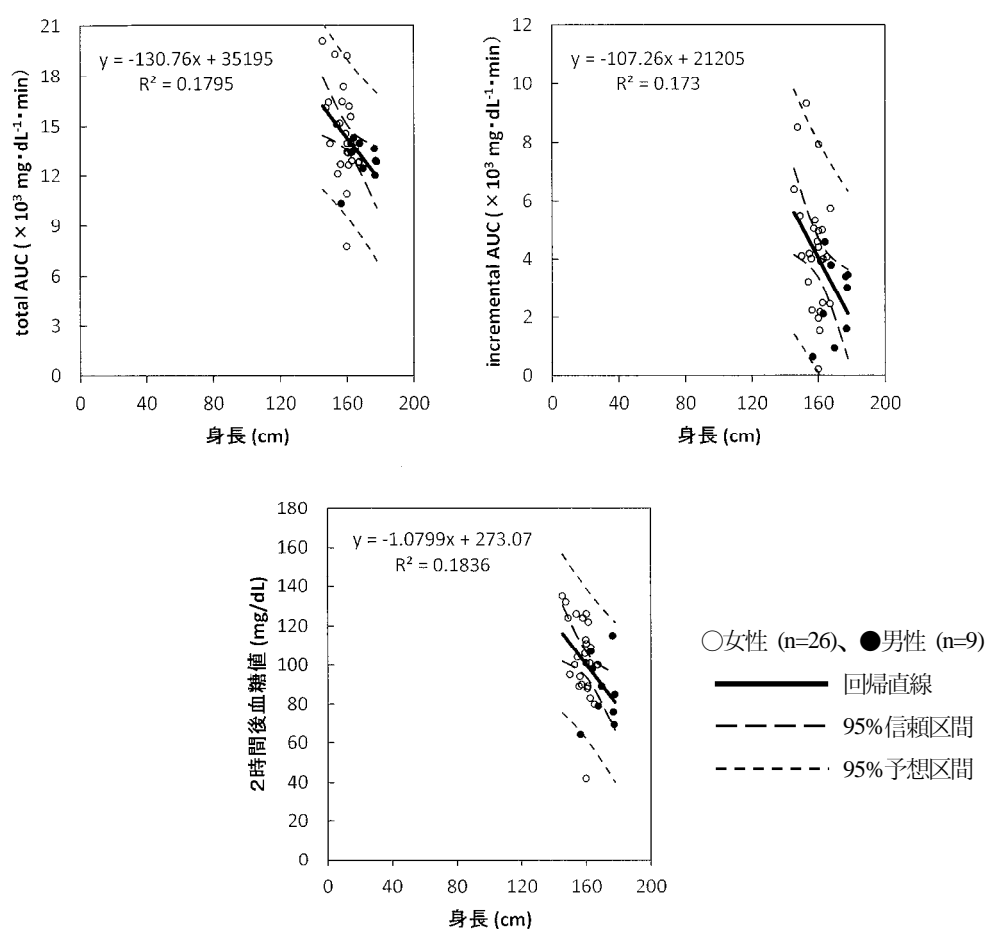 y = -130.76x + 35195
R² = 0.1795
total AUC (×10³ mg・dL⁻¹・min)
21
18
15
12
9
6
3
0
0 40 80 120 160 200
身長 (cm)
y = -107.26x + 21205
R² = 0.173
incremental AUC (×10³ mg・dL⁻¹・min)
12
10
8
6
4
2
0
0 40 80 120 160 200
身長 (cm)
y = -1.0799x + 273.07
R² = 0.1836
2時間後血糖値 (mg/dL)
180
160
140
120
100
80
60
40
20
0
0 40 80 120 160 200
身長 (cm)
○女性 (n=26)、●男性 (n=9)
回帰直線
95%信頼区間
95%予想区間